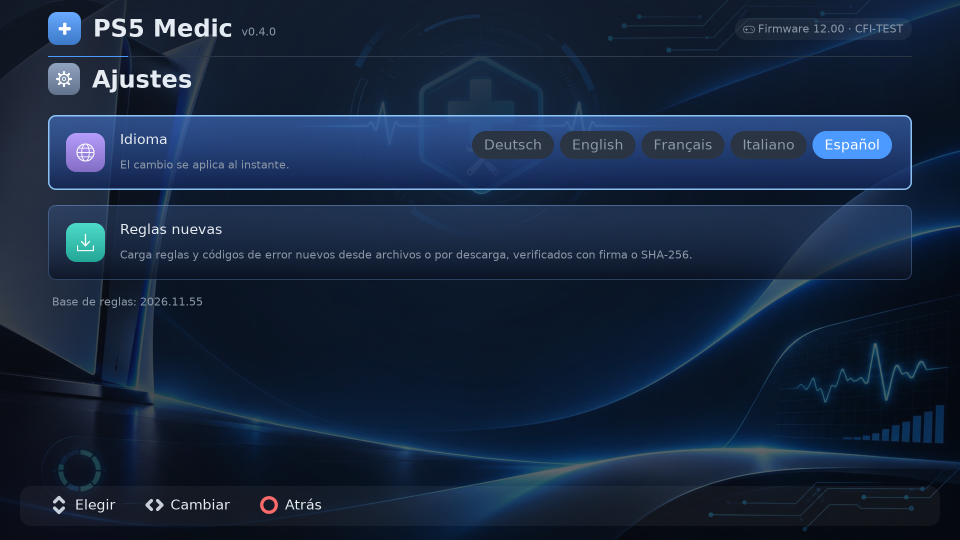 PS5 Medic v0.4.0
Firmware 12.00 · CFI-TEST
Ajustes
Idioma
El cambio se aplica al instante.
Deutsch English Français Italiano Español
Reglas nuevas
Carga reglas y códigos de error nuevos desde archivos o por descarga, verificados con firma o SHA-256.
Base de reglas: 2026.11.55
Elegir Cambiar Atrás